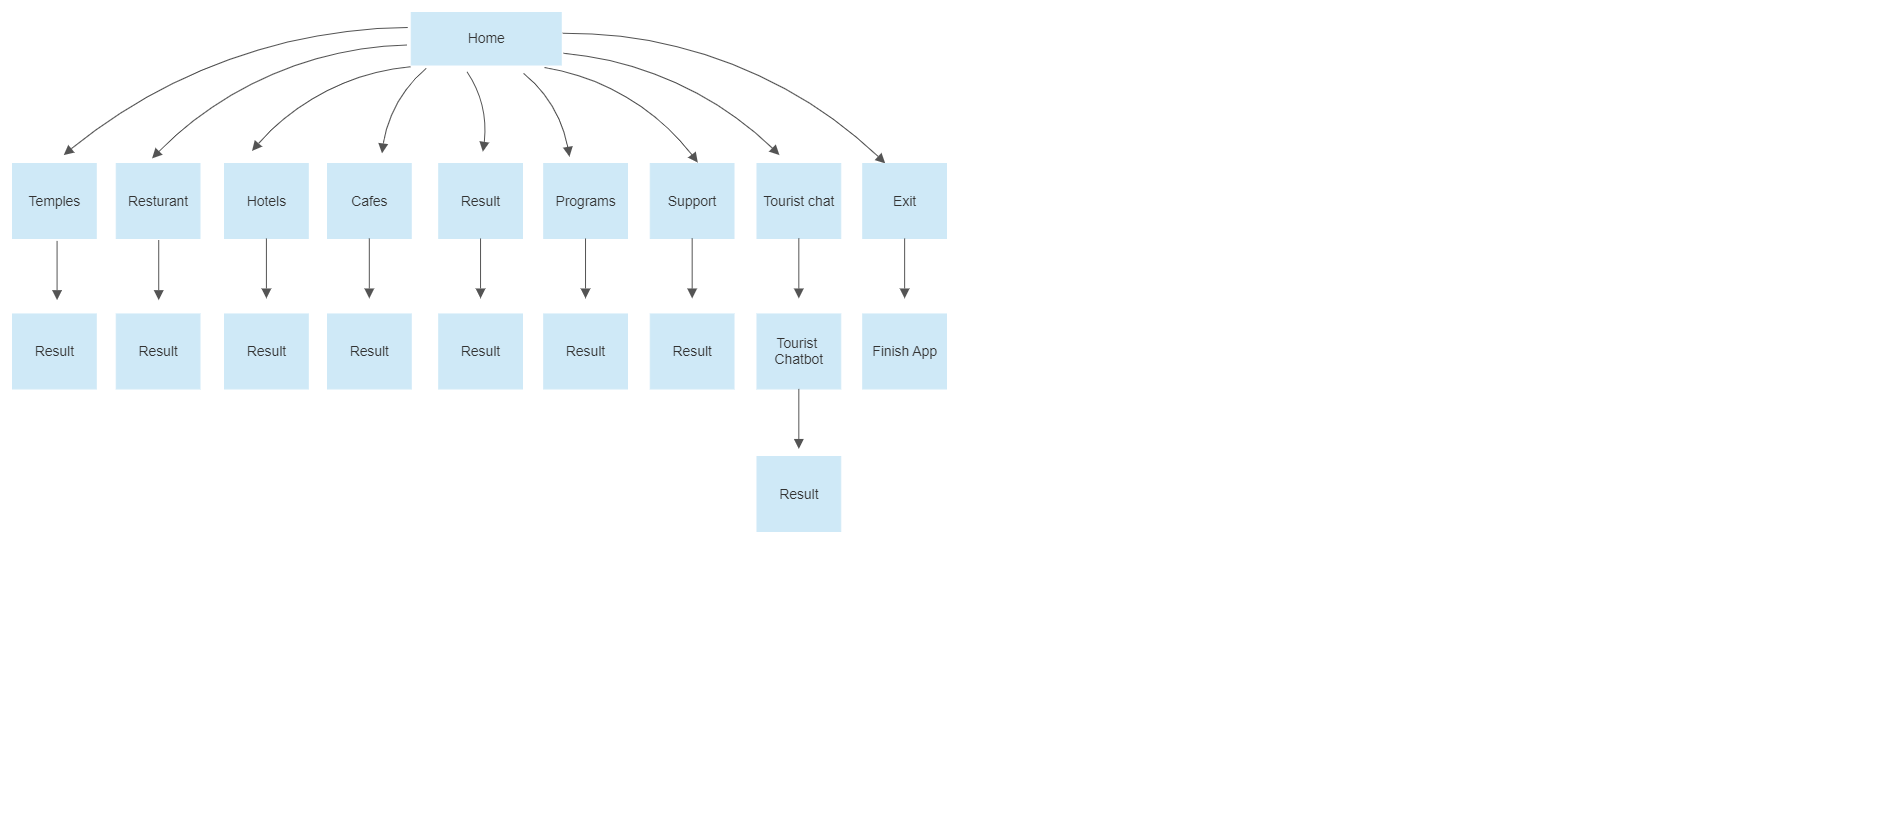 Home
Temples
Resturant
Hotels
Cafes
Result
Programs
Support
Tourist chat
Exit
Result
Result
Result
Result
Result
Result
Result
Tourist
Chatbot
Finish App
Result